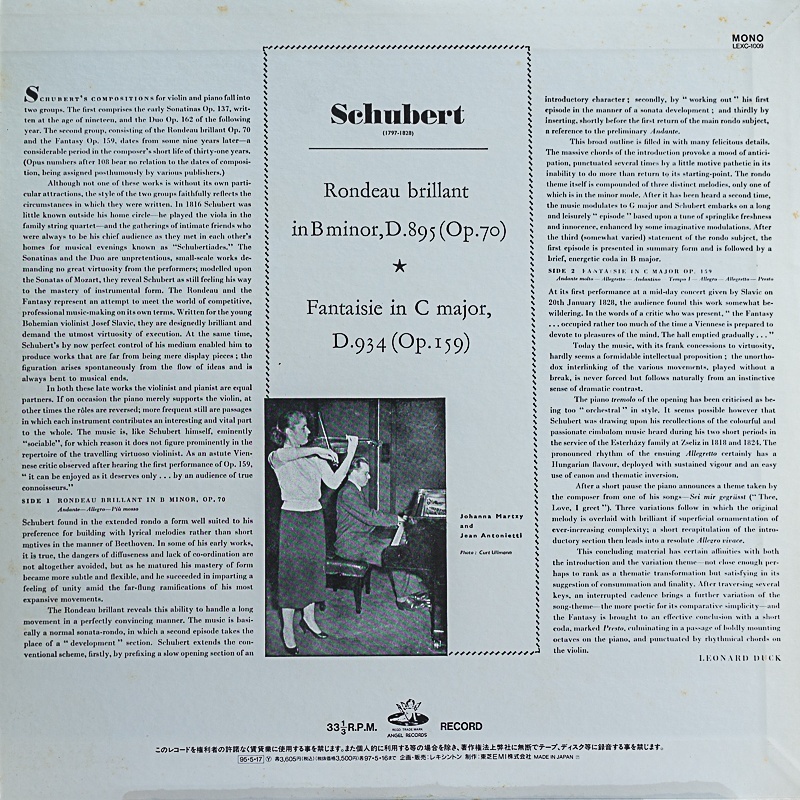 MONO
LEXC-1009
SCHUBERT'S COMPOSITIONS for violin and piano fall into
two groups. The first comprises the early Sonatinas Op. 137, writ-
ten at the age of nineteen, and the Duo Op. 162 of the following
year. The second group, consisting of the Rondeau brillant Op. 70
and the Fantasy Op. 159, dates from some nine years later—a
considerable period in the composer's short life of thirty-one years.
(Opus numbers after 108 bear no relation to the dates of composi-
tion, being assigned posthumously by various publishers.)
Although not one of these works is without its own parti-
cular attractions, the style of the two groups faithfully reflects the
circumstances in which they were written. In 1816 Schubert was
little known outside his home circle—he played the viola in the
family string quartet—and the gatherings of intimate friends who
were always to be his chief audience as they met in each other's
homes for musical evenings known as "Schubertiades." The
Sonatinas and the Duo are unpretentious, small-scale works de-
manding no great virtuosity from the performers; modelled upon
the Sonatas of Mozart, they reveal Schubert as still feeling his way
to the mastery of instrumental form. The Rondeau and the
Fantasy represent an attempt to meet the world of competitive,
professional music-making on its own terms. Written for the young
Bohemian violinist Josef Slavic, they are designedly brilliant and
demand the utmost virtuosity of execution. At the same time,
Schubert's by now perfect control of his medium enabled him to
produce works that are far from being mere display pieces ; the
figuration arises spontaneously from the flow of ideas and is
always bent to musical ends.
In both these late works the violinist and pianist are equal
partners. If on occasion the piano merely supports the violin, at
other times the rôles are reversed; more frequent still are passages
in which each instrument contributes an interesting and vital part
to the whole. The music is, like Schubert himself, eminently
"sociable", for which reason it does not figure prominently in the
repertoire of the travelling virtuoso violinist. As an astute Vien-
nese critic observed after hearing the first performance of Op. 159,
" it can be enjoyed as it deserves only . . . by an audience of true
connoisseurs."
SIDE 1 RONDEAU BRILLANT IN B MINOR, OP. 70
Andante—Allegro—Più mosso
Schubert found in the extended rondo a form well suited to his
preference for building with lyrical melodies rather than short
motives in the manner of Beethoven. In some of his early works,
it is true, the dangers of diffuseness and lack of co-ordination are
not altogether avoided, but as he matured his mastery of form
became more subtle and flexible, and he succeeded in imparting a
feeling of unity amid the far-flung ramifications of his most
expansive movements.
The Rondeau brillant reveals this ability to handle a long
movement in a perfectly convincing manner. The music is basi-
cally a normal sonata-rondo, in which a second episode takes the
place of a " development " section. Schubert extends the con-
ventional scheme, firstly, by prefixing a slow opening section of an
Schubert
(1797-1828)
Rondeau brillant
in B minor, D.895 (Op.70)
★
Fantaisie in C major,
D.934 (Op.159)
Johanna Martzy
and
Jean Antonietti
Photo : Curt Ullmann
introductory character ; secondly, by " working out " his first
episode in the manner of a sonata development ; and thirdly by
inserting, shortly before the first return of the main rondo subject,
a reference to the preliminary Andante.
This broad outline is filled in with many felicitous details.
The massive chords of the introduction provoke a mood of antici-
pation, punctuated several times by a little motive pathetic in its
inability to do more than return to its starting-point. The rondo
theme itself is compounded of three distinct melodies, only one of
which is in the minor mode. After it has been heard a second time,
the music modulates to G major and Schubert embarks on a long
and leisurely " episode " based upon a tune of springlike freshness
and innocence, enhanced by some imaginative modulations. After
the third (somewhat varied) statement of the rondo subject, the
first episode is presented in summary form and is followed by a
brief, energetic coda in B major.
SIDE 2 FANTAISIE IN C MAJOR OP. 159
Andante molto—Allegretto—Andantino—Tempo I—Allegro—Allegretto—Presto
At its first performance at a mid-day concert given by Slavic on
20th January 1828, the audience found this work somewhat be-
wildering. In the words of a critic who was present, " the Fantasy
. . . occupied rather too much of the time a Viennese is prepared to
devote to pleasures of the mind. The hall emptied gradually . . . "
Today the music, with its frank concessions to virtuosity,
hardly seems a formidable intellectual proposition ; the unortho-
dox interlinking of the various movements, played without a
break, is never forced but follows naturally from an instinctive
sense of dramatic contrast.
The piano tremolo of the opening has been criticised as be-
ing too " orchestral " in style. It seems possible however that
Schubert was drawing upon his recollections of the colourful and
passionate cimbalom music heard during his two short periods in
the service of the Esterházy family at Zseliz in 1818 and 1824. The
pronounced rhythm of the ensuing Allegretto certainly has a
Hungarian flavour, deployed with sustained vigour and an easy
use of canon and thematic inversion.
After a short pause the piano announces a theme taken by
the composer from one of his songs—Sei mir gegrüsst (" Thee,
Love, I greet "). Three variations follow in which the original
melody is overlaid with brilliant if superficial ornamentation of
ever-increasing complexity; a short recapitulation of the intro-
ductory section then leads into a resolute Allegro vivace.
This concluding material has certain affinities with both
the introduction and the variation theme—not close enough per-
haps to rank as a thematic transformation but satisfying in its
suggestion of consummation and finality. After traversing several
keys, an interrupted cadence brings a further variation of the
song-theme—the more poetic for its comparative simplicity—and
the Fantasy is brought to an effective conclusion with a short
coda, marked Presto, culminating in a passage of boldly mounting
octaves on the piano, and punctuated by rhythmical chords on
the violin.
LEONARD DUCK
33⅓ R.P.M.
ANGEL RECORDS
RECORD
このレコードを権利者の許諾なく賃貸業に使用する事を禁じます。また個人的に利用する等の場合を除き、著作権法上弊社に無断でテープ、ディスク等に録音する事を禁じます。
95・5・17 Ⓨ 定3,605円(税込)(税抜価格3,500円)再97・5・16まで 企画・販売:レキシントン 制作:東芝EMI株式会社 MADE IN JAPAN